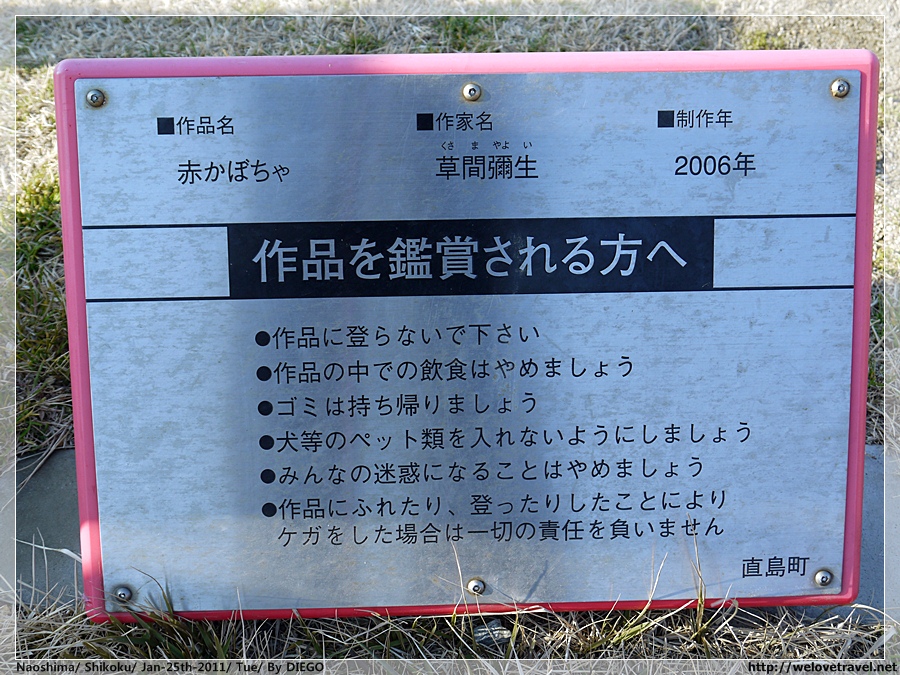 ■作品名 ■作家名 ■制作年
くさ ま やよ い
赤かぼちゃ 草間彌生 2006年
作品を鑑賞される方へ
●作品に登らないで下さい
●作品の中での飲食はやめましょう
●ゴミは持ち帰りましょう
●犬等のペット類を入れないようにしましょう
●みんなの迷惑になることはやめましょう
●作品にふれたり、登ったりしたことにより
ケガをした場合は一切の責任を負いません
直島町
Naoshima/ Shikoku/ Jan-25th-2011/ Tue/ By DIEGO http://welovetravel.net